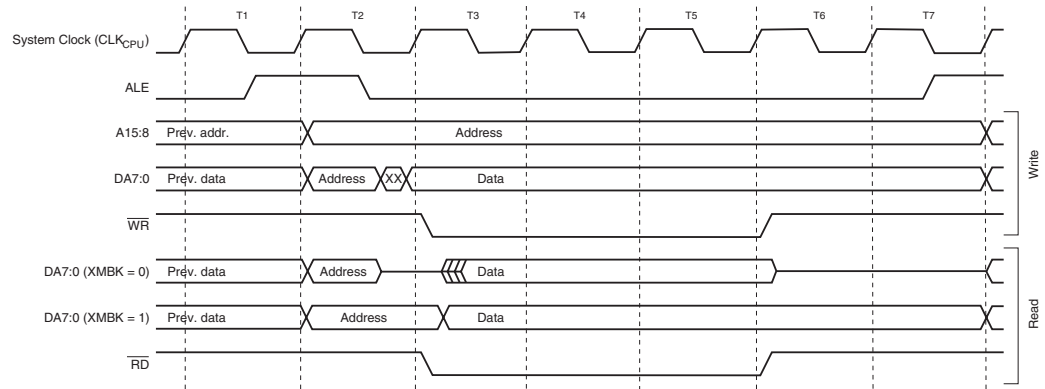 T1 T2 T3 T4 T5 T6 T7
System Clock (CLKCPU)
ALE
A15:8 Prev. addr. Address
DA7:0 Prev. data Address XX Data
WR
Write
DA7:0 (XMBK = 0) Prev. data Address Data
DA7:0 (XMBK = 1) Prev. data Address Data
RD
Read